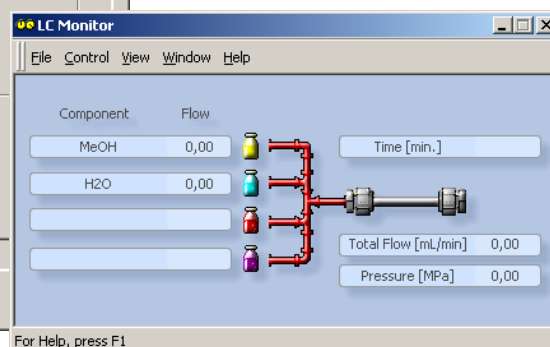 LC Monitor
File Control View Window Help
Component Flow
MeOH 0,00
Time [min.]
H2O 0,00
Total Flow [mL/min] 0,00
Pressure [MPa] 0,00
For Help, press F1